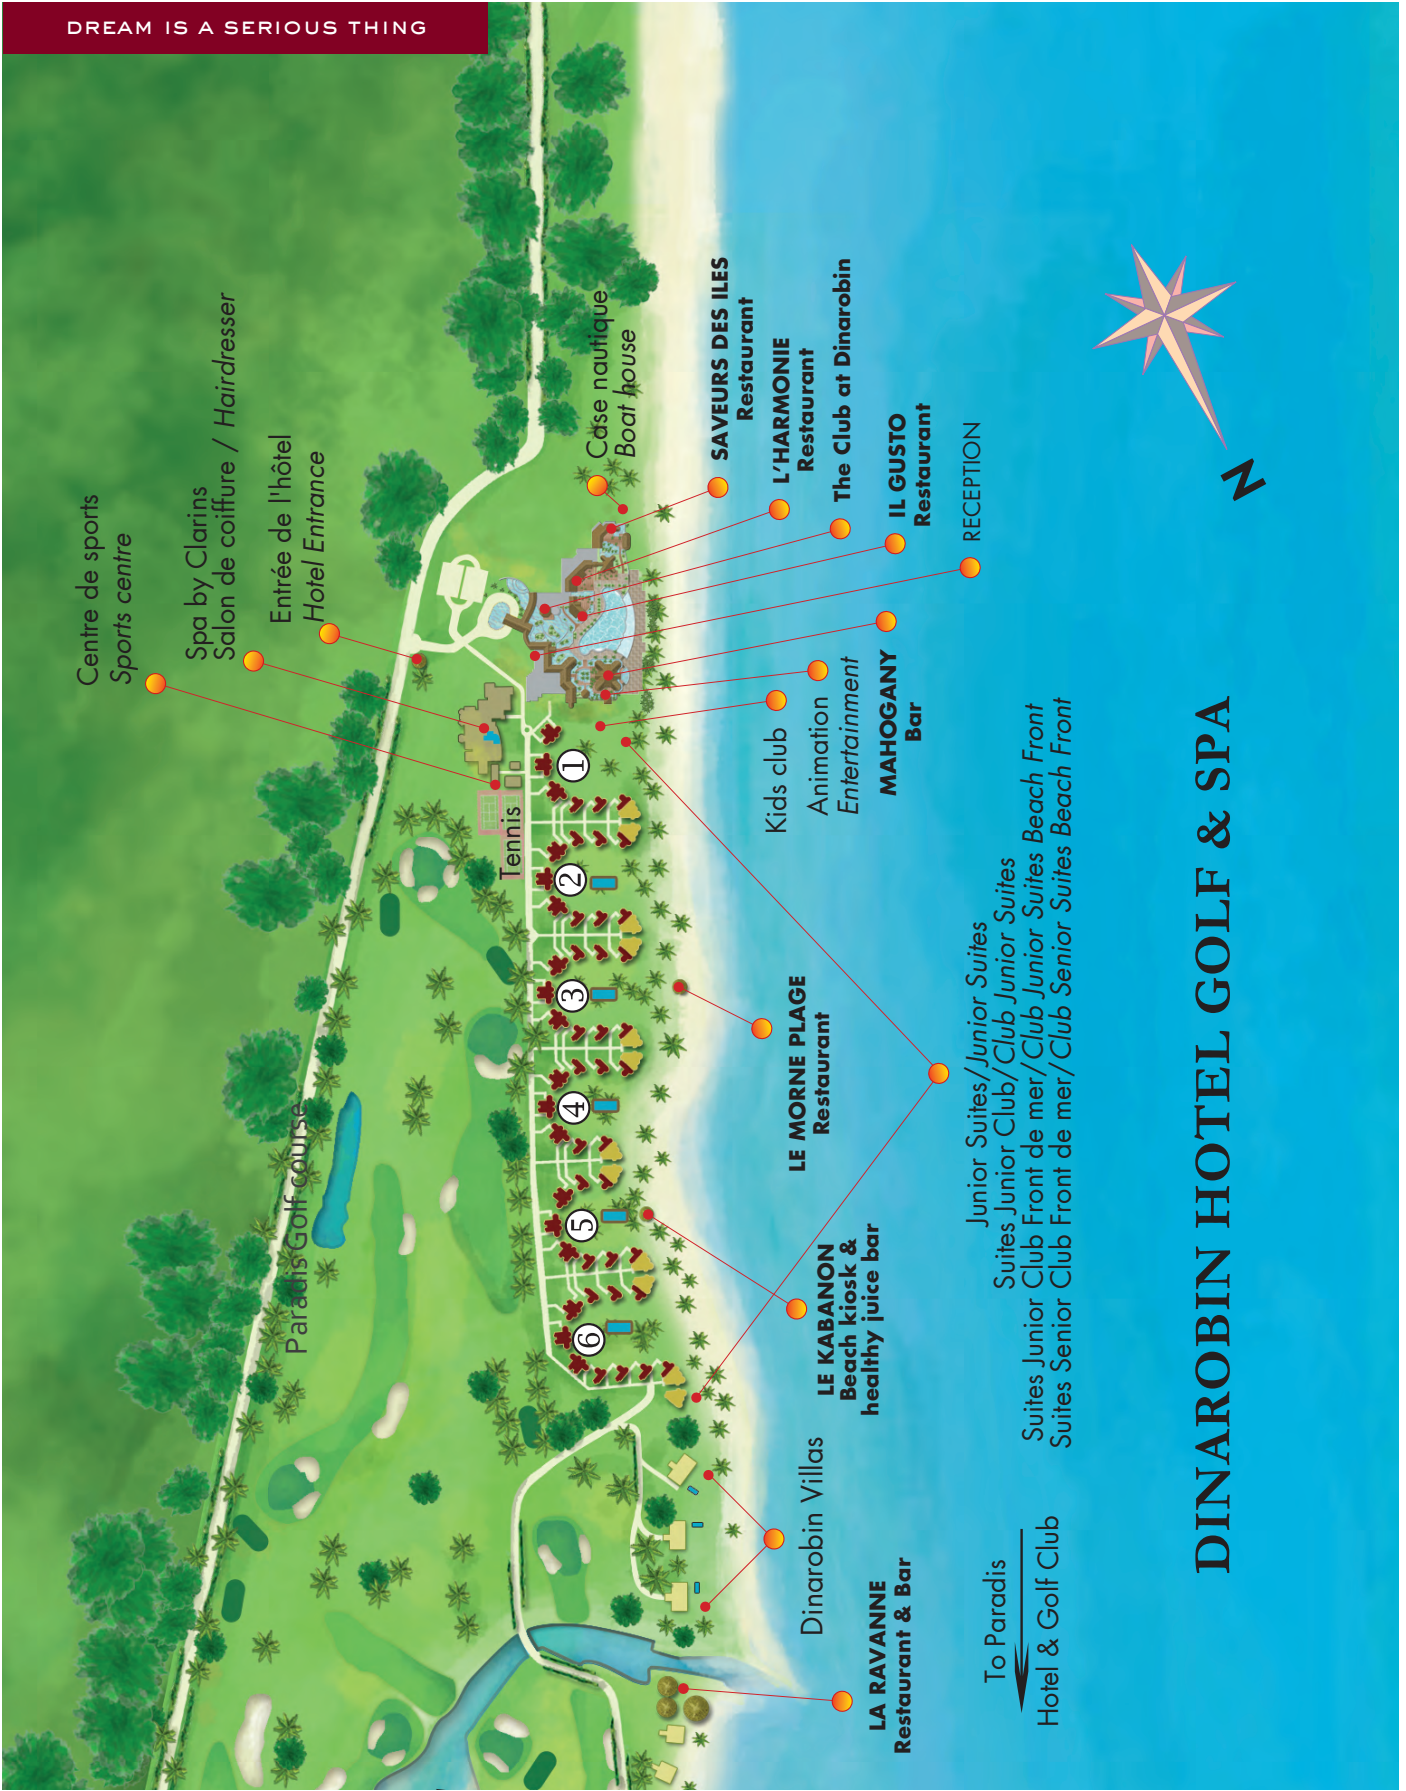 DREAM IS A SERIOUS THING
Centre de sports
Sports centre
Spa by Clarins
Salon de coiffure / Hairdresser
Entrée de l'hôtel
Hotel Entrance
Case nautique
Boat house
SAVEURS DES ILES
Restaurant
L'HARMONIE
Restaurant
The Club at Dinarobin
IL GUSTO
Restaurant
RECEPTION
N
MAHOGANY
Bar
Animation
Entertainment
Kids club
Tennis
1
2
3
4
5
6
Paradis Golf course
LE MORNE PLAGE
Restaurant
LE KABANON
Beach kiosk &
healthy juice bar
Junior Suites/Junior Suites
Suites Junior Club/Club Junior Suites
Suites Junior Club Front de mer/Club Junior Suites Beach Front
Suites Senior Club Front de mer/Club Senior Suites Beach Front
Dinarobin Villas
LA RAVANNE
Restaurant & Bar
To Paradis
Hotel & Golf Club
DINAROBIN HOTEL GOLF & SPA